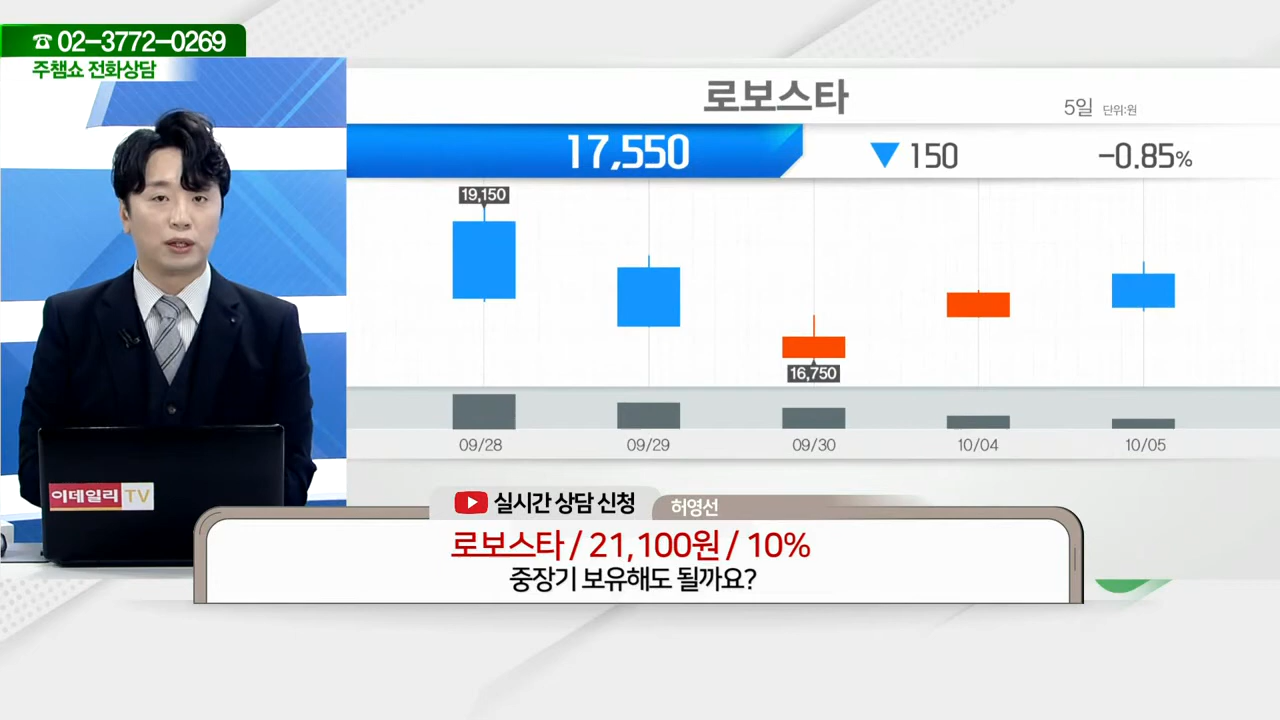 ☎ 02-3772-0269
주챔쇼 전화상담
로보스타
5일 단위:원
17,550 ▼ 150 -0.85%
19,150
16,750
09/28 09/29 09/30 10/04 10/05
이데일리TV
실시간 상담 신청 허영선
로보스타 / 21,100원 / 10%
중장기 보유해도 될까요?